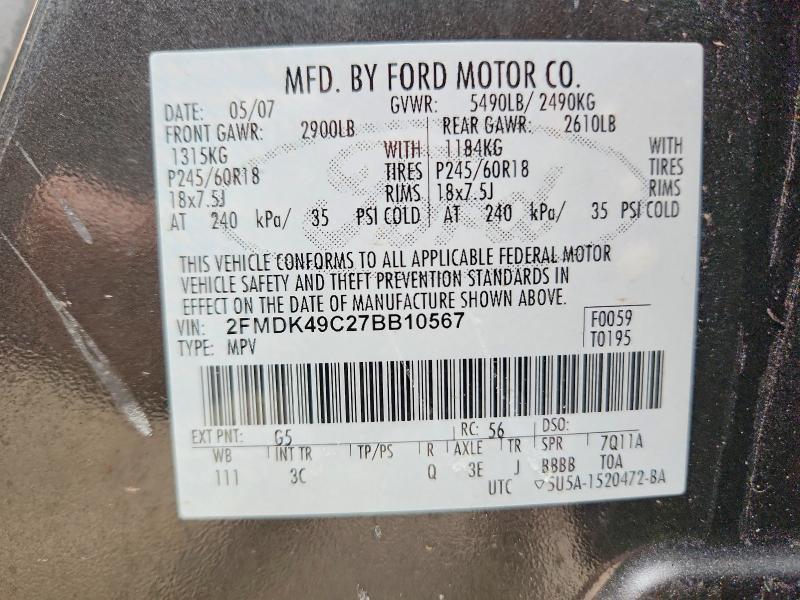 MFD. BY FORD MOTOR CO.
DATE: 05/07 GVWR: 5490LB/ 2490KG
FRONT GAWR: 2900LB REAR GAWR: 2610LB
1315KG WITH 1184KG WITH
P245/60R18 TIRES P245/60R18 TIRES
18x7.5J RIMS 18x7.5J RIMS
AT 240 kPa/ 35 PSI COLD AT 240 kPa/ 35 PSI COLD
THIS VEHICLE CONFORMS TO ALL APPLICABLE FEDERAL MOTOR
VEHICLE SAFETY AND THEFT PREVENTION STANDARDS IN
EFFECT ON THE DATE OF MANUFACTURE SHOWN ABOVE.
VIN: 2FMDK49C27BB10567 F0059
TYPE: MPV T0195
EXT PNT: G5 RC: 56 DSO:
WB INT TR TP/PS R AXLE TR SPR 7Q11A
111 3C Q 3E J BBBB TOA
UTC ▽5U5A-1520472-BA